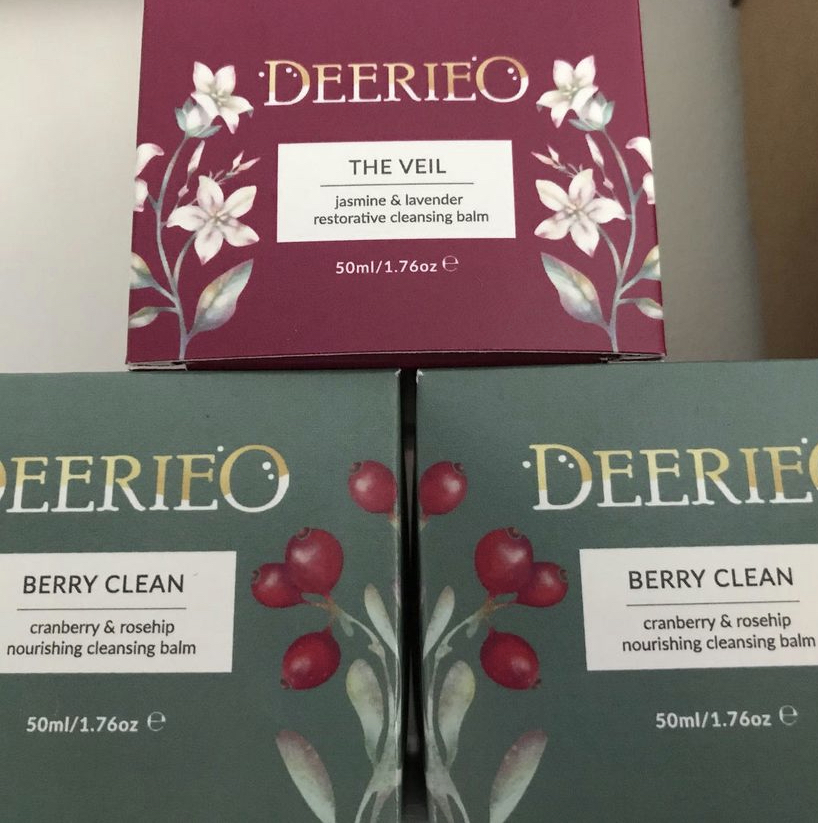 DEERIEO
THE VEIL
jasmine & lavender
restorative cleansing balm
50ml/1.76oz ℮
EERIEO
BERRY CLEAN
cranberry & rosehip
nourishing cleansing balm
50ml/1.76oz ℮
DEERIE
BERRY CLEAN
cranberry & rosehip
nourishing cleansing balm
50ml/1.76oz ℮